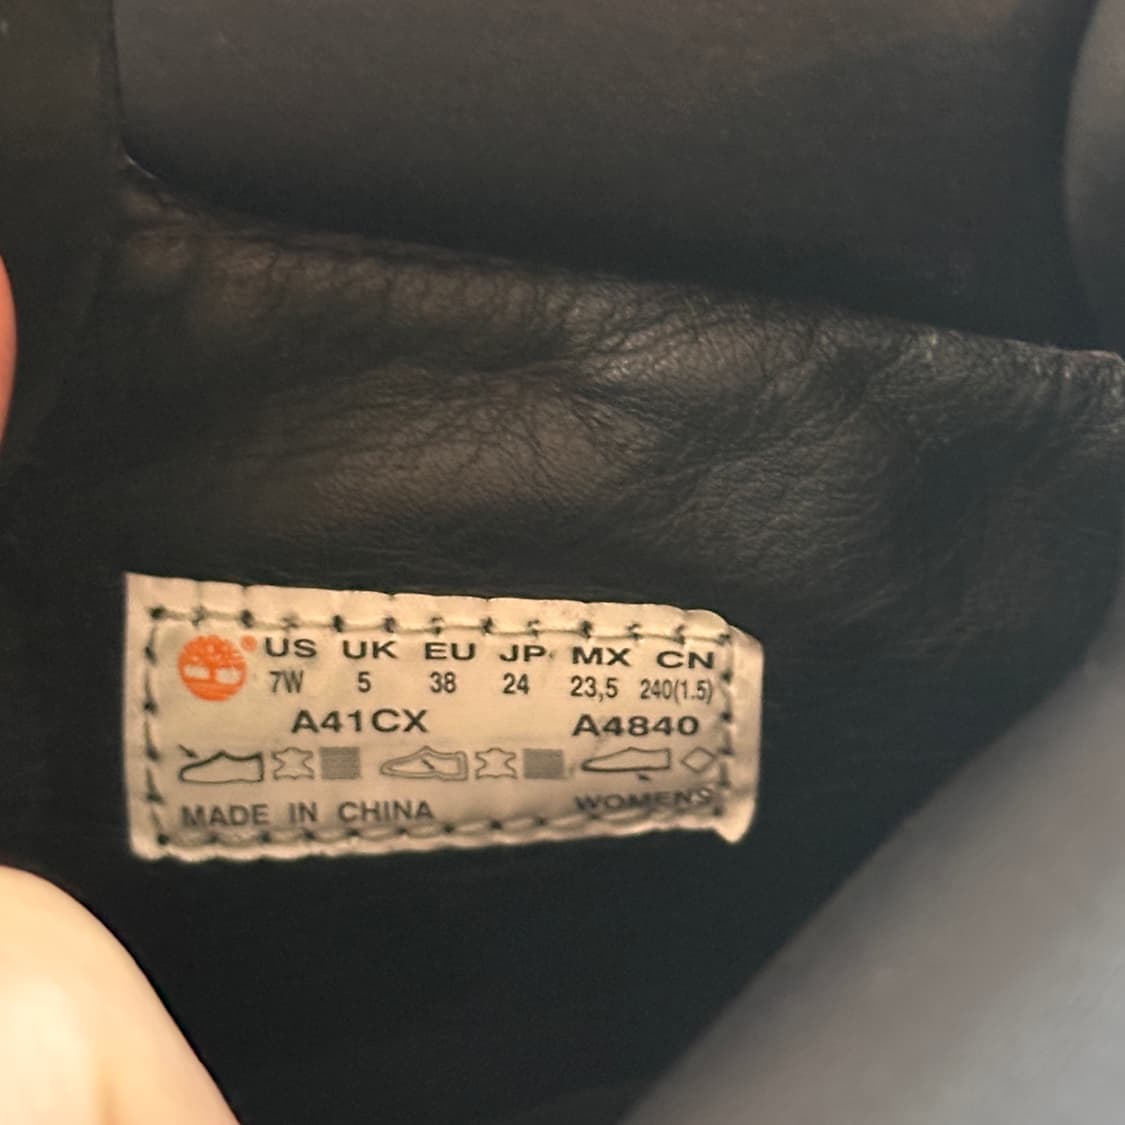 US UK EU JP MX CN
7W 5 38 24 23,5 240(1.5)
A41CX A4840
MADE IN CHINA WOMENS